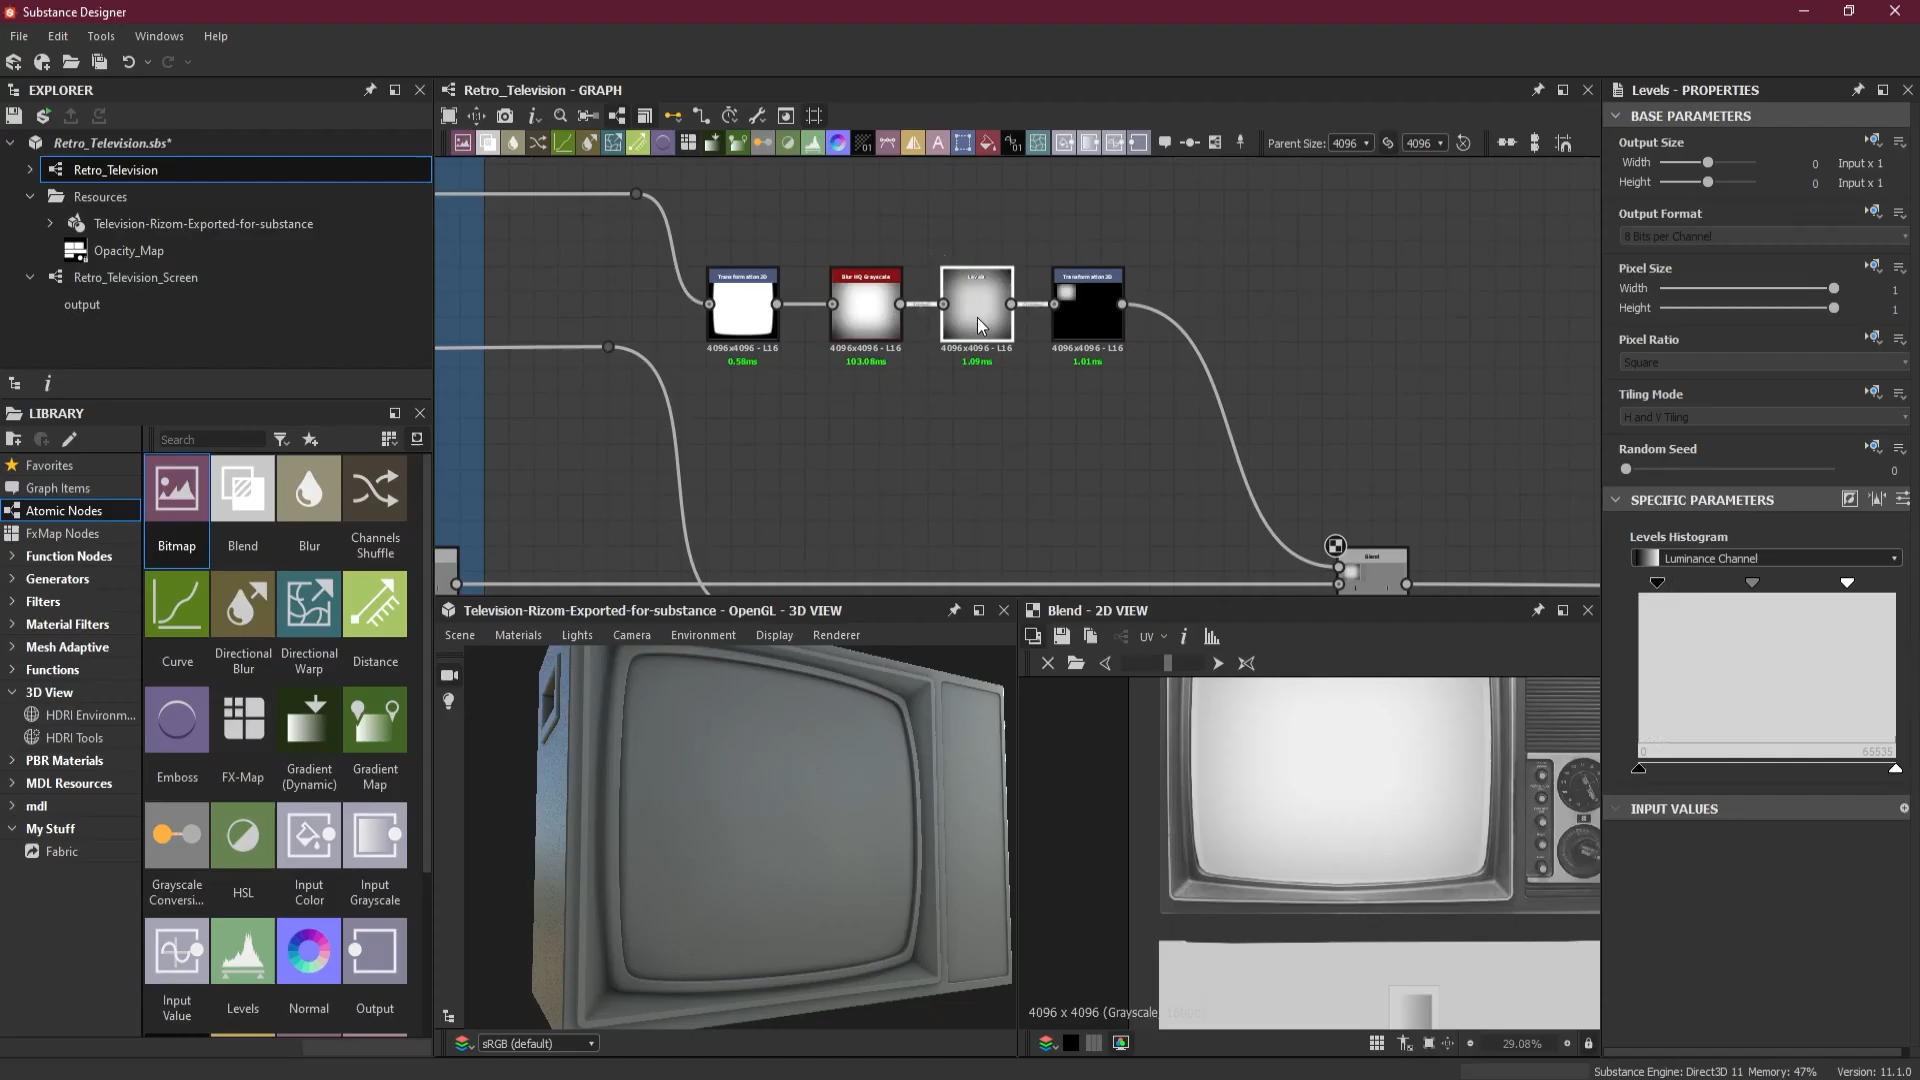 Substance Designer
File Edit Tools Windows Help
EXPLORER
Retro_Television.sbs*
Retro_Television
Resources
Television-Rizom-Exported-for-substance
Opacity_Map
Retro_Television_Screen
output
LIBRARY
Search
Favorites
Graph Items
Atomic Nodes
FxMap Nodes
Function Nodes
Generators
Filters
Material Filters
Mesh Adaptive
Functions
3D View
HDRI Environm...
HDRI Tools
PBR Materials
MDL Resources
mdl
My Stuff
Fabric
Bitmap
Blend
Blur
Channels
Shuffle
Curve
Directional
Blur
Directional
Warp
Distance
Emboss
FX-Map
Gradient
(Dynamic)
Gradient
Map
Grayscale
Conversi...
HSL
Input
Color
Input
Grayscale
Input
Value
Levels
Normal
Output
Retro_Television - GRAPH
Parent Size: 4096 4096
Transformation 2D
4096x4096 - L16
0.58ms
Blur HQ Grayscale
4096x4096 - L16
103.08ms
Levels
4096x4096 - L16
1.09ms
Transformation 2D
4096x4096 - L16
1.01ms
Blend
Television-Rizom-Exported-for-substance - OpenGL - 3D VIEW
Scene Materials Lights Camera Environment Display Renderer
sRGB (default)
Blend - 2D VIEW
UV
4096 x 4096 (Grayscale
29.08%
Levels - PROPERTIES
BASE PARAMETERS
Output Size
Width 0 Input x 1
Height 0 Input x 1
Output Format
8 Bits per Channel
Pixel Size
Width 1
Height 1
Pixel Ratio
Square
Tiling Mode
H and V Tiling
Random Seed
0
SPECIFIC PARAMETERS
Levels Histogram
Luminance Channel
0 65535
INPUT VALUES
Substance Engine: Direct3D 11 Memory: 47% Version: 11.1.0